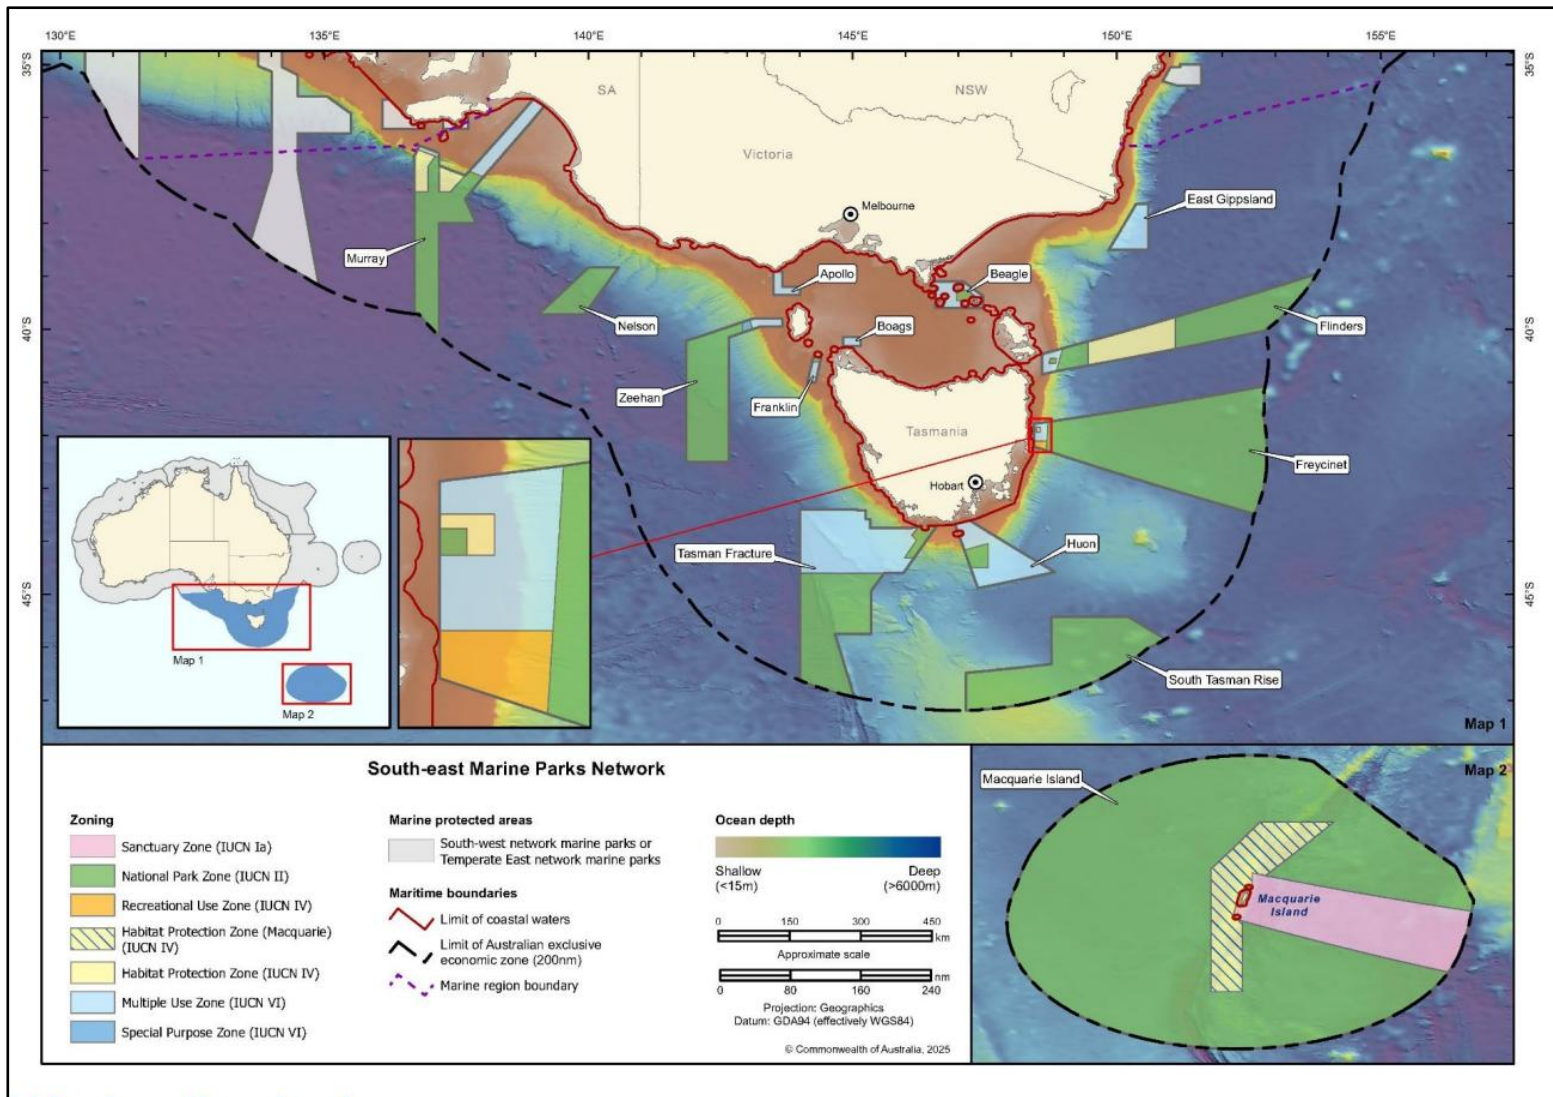 130°E 135°E 140°E 145°E 150°E 155°E
35°S 35°S
SA
NSW
Victoria
Melbourne
East Gippsland
Murray
Apollo
Beagle
Nelson
Boags
Flinders
40°S 40°S
Zeehan
Franklin
Tasmania
Freycinet
Hobart
Tasman Fracture
Huon
45°S 45°S
South Tasman Rise
Map 1
Map 2
Map 1
South-east Marine Parks Network
Zoning
Sanctuary Zone (IUCN Ia)
National Park Zone (IUCN II)
Recreational Use Zone (IUCN IV)
Habitat Protection Zone (Macquarie)
(IUCN IV)
Habitat Protection Zone (IUCN IV)
Multiple Use Zone (IUCN VI)
Special Purpose Zone (IUCN VI)
Marine protected areas
South-west network marine parks or
Temperate East network marine parks
Maritime boundaries
Limit of coastal waters
Limit of Australian exclusive
economic zone (200nm)
Marine region boundary
Ocean depth
Shallow Deep
(<15m) (>6000m)
0 150 300 450
km
Approximate scale
nm
0 80 160 240
Projection: Geographics
Datum: GDA94 (effectively WGS84)
© Commonwealth of Australia, 2025
Macquarie Island
Map 2
Macquarie
Island